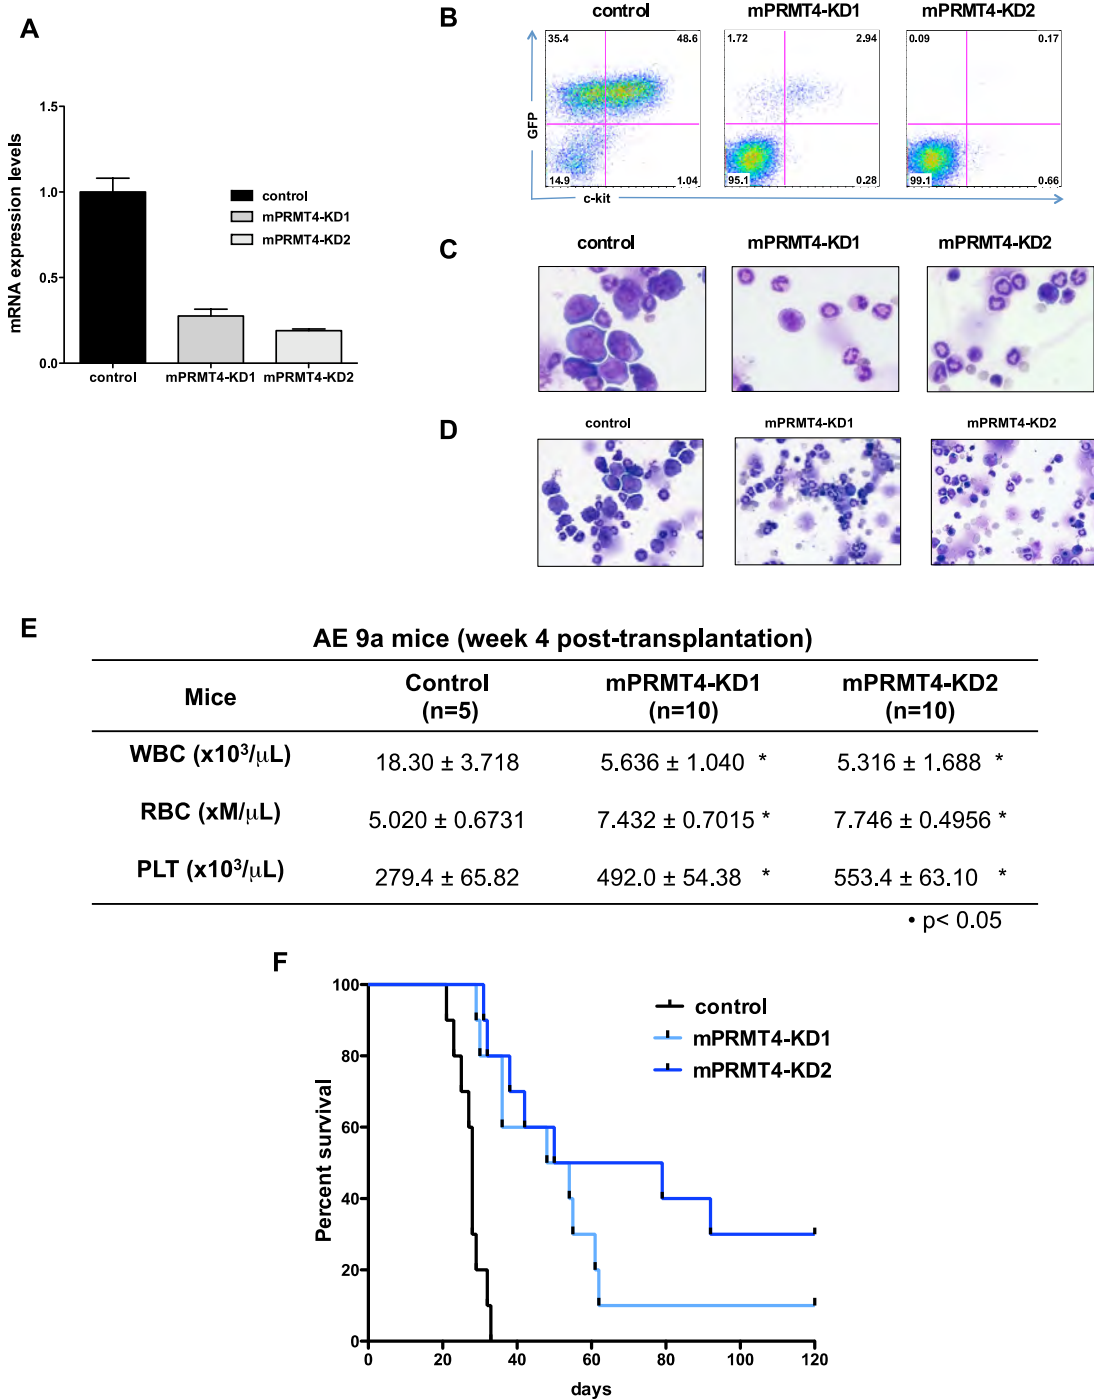 A
mRNA expression levels
1.5
1.0
0.5
0.0
control
mPRMT4-KD1
mPRMT4-KD2
control
mPRMT4-KD1
mPRMT4-KD2
B
control
mPRMT4-KD1
mPRMT4-KD2
GFP
35.4
48.6
14.9
1.04
1.72
2.94
95.1
0.28
0.09
0.17
99.1
0.66
c-kit
C
control
mPRMT4-KD1
mPRMT4-KD2
D
control
mPRMT4-KD1
mPRMT4-KD2
E
AE 9a mice (week 4 post-transplantation)
Mice Control (n=5) mPRMT4-KD1 (n=10) mPRMT4-KD2 (n=10)
WBC (x10³/μL) 18.30 ± 3.718 5.636 ± 1.040 * 5.316 ± 1.688 *
RBC (xM/μL) 5.020 ± 0.6731 7.432 ± 0.7015 * 7.746 ± 0.4956 *
PLT (x10³/μL) 279.4 ± 65.82 492.0 ± 54.38 * 553.4 ± 63.10 *
• p< 0.05
F
Percent survival
100
80
60
40
20
0
0 20 40 60 80 100 120
days
control
mPRMT4-KD1
mPRMT4-KD2